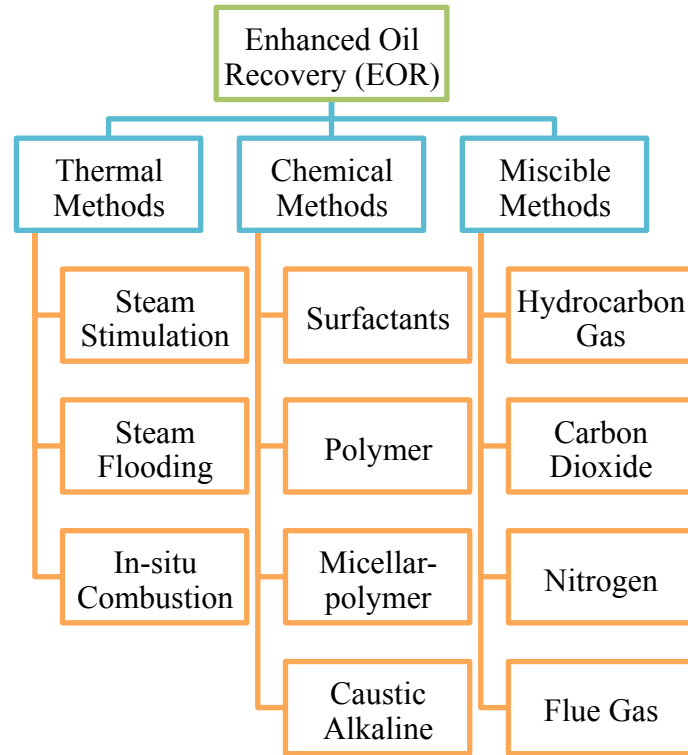 Enhanced Oil
Recovery (EOR)
Thermal
Methods
Chemical
Methods
Miscible
Methods
Steam
Stimulation
Steam
Flooding
In-situ
Combustion
Surfactants
Polymer
Micellar-
polymer
Caustic
Alkaline
Hydrocarbon
Gas
Carbon
Dioxide
Nitrogen
Flue Gas